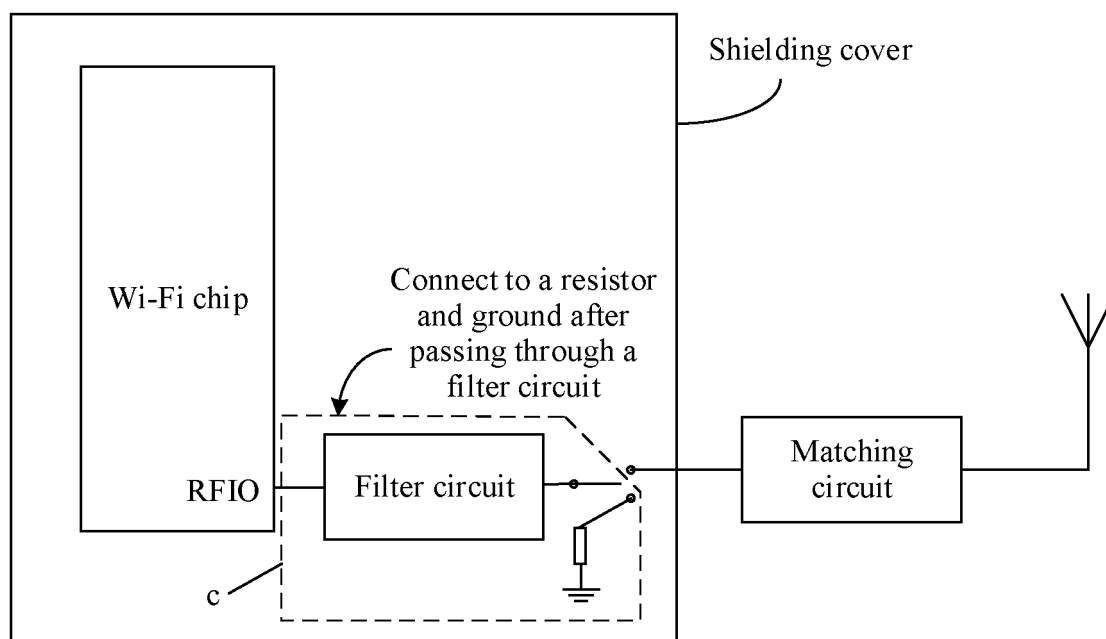 Shielding cover
Wi-Fi chip
Connect to a resistor
and ground after
passing through a
filter circuit
RFIO
Filter circuit
Matching
circuit
c